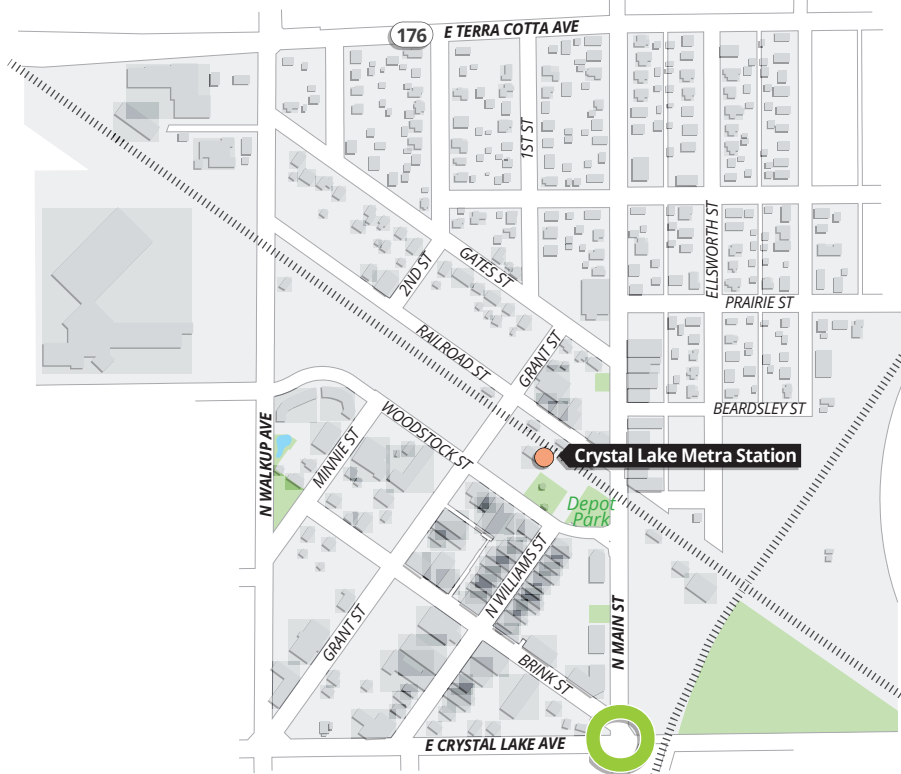 176
E TERRA COTTA AVE
1ST ST
ELLSWORTH ST
GATES ST
2ND ST
PRAIRIE ST
RAILROAD ST
GRANT ST
BEARDSLEY ST
WOODSTOCK ST
N WALKUP AVE
MINNIE ST
Crystal Lake Metra Station
Depot
Park
N WILLIAMS ST
GRANT ST
N MAIN ST
BRINK ST
E CRYSTAL LAKE AVE